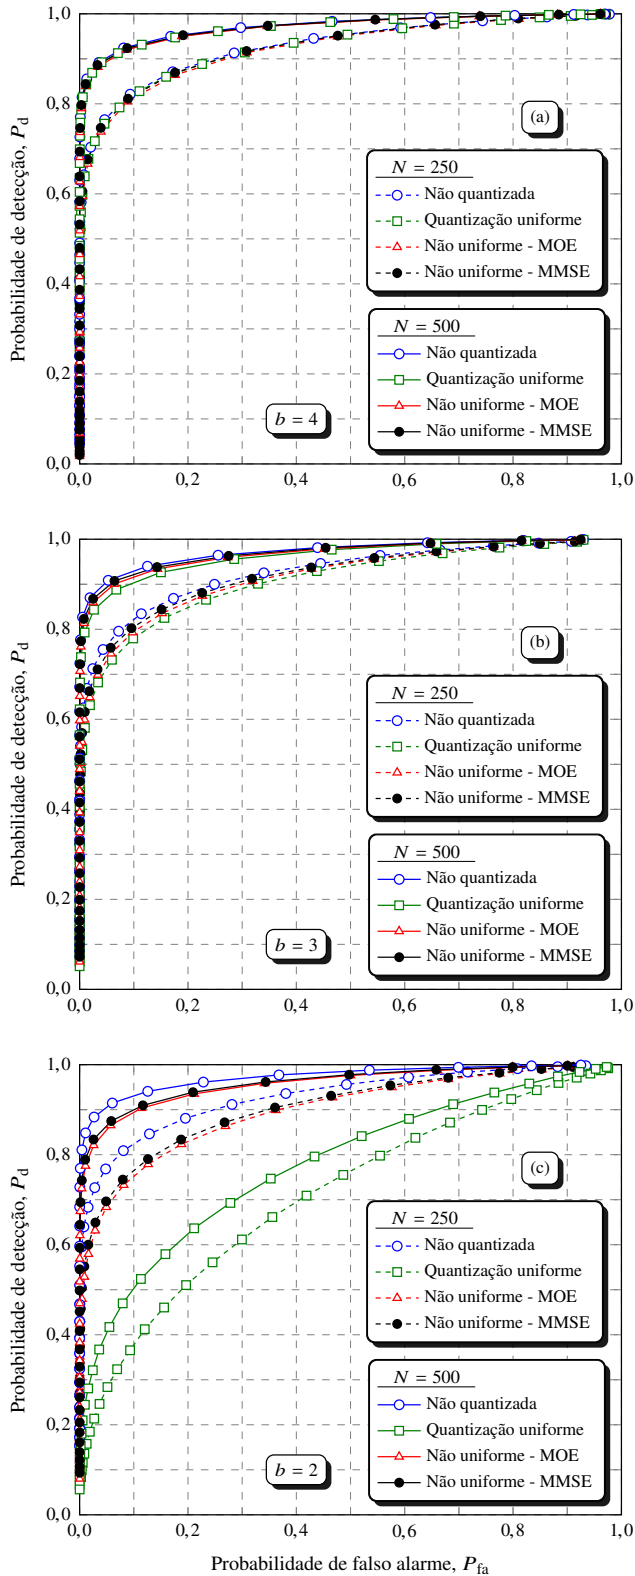 1,0
0,8
0,6
0,4
0,2
0,0
Probabilidade de detecção, Pd
(a)
N = 250
Não quantizada
Quantização uniforme
Não uniforme - MOE
Não uniforme - MMSE
N = 500
Não quantizada
Quantização uniforme
Não uniforme - MOE
Não uniforme - MMSE
b = 4
0,0 0,2 0,4 0,6 0,8 1,0
1,0
0,8
0,6
0,4
0,2
0,0
Probabilidade de detecção, Pd
(b)
N = 250
Não quantizada
Quantização uniforme
Não uniforme - MOE
Não uniforme - MMSE
N = 500
Não quantizada
Quantização uniforme
Não uniforme - MOE
Não uniforme - MMSE
b = 3
0,0 0,2 0,4 0,6 0,8 1,0
1,0
0,8
0,6
0,4
0,2
0,0
Probabilidade de detecção, Pd
(c)
N = 250
Não quantizada
Quantização uniforme
Não uniforme - MOE
Não uniforme - MMSE
N = 500
Não quantizada
Quantização uniforme
Não uniforme - MOE
Não uniforme - MMSE
b = 2
0,0 0,2 0,4 0,6 0,8 1,0
Probabilidade de falso alarme, Pfa